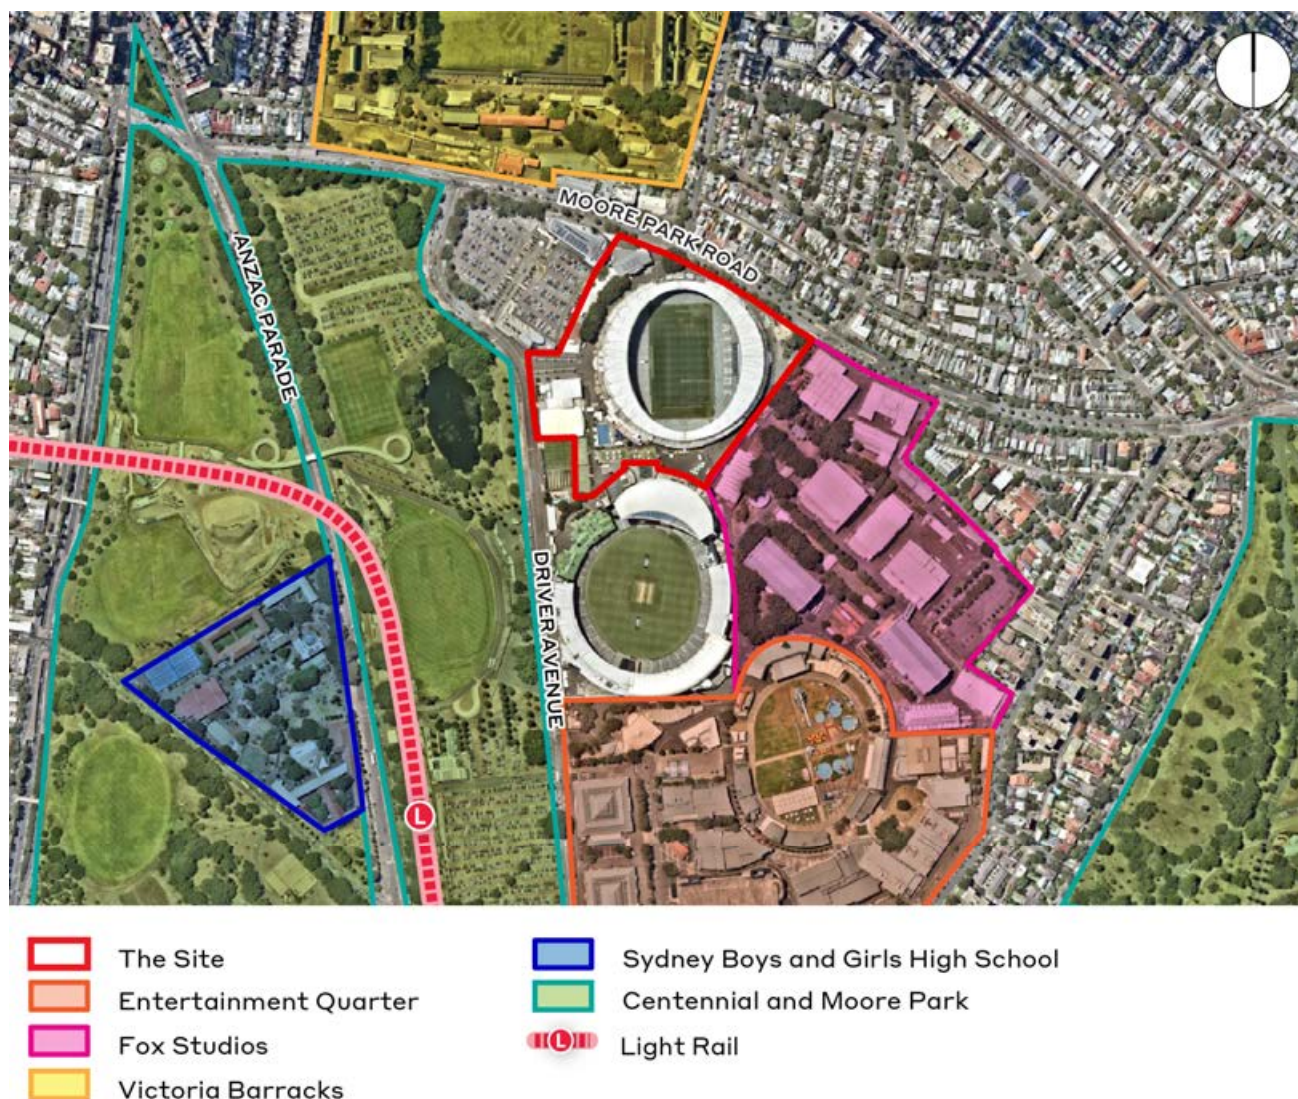 MOORE PARK ROAD
ANZAC PARADE
DRIVER AVENUE
L
The Site
Entertainment Quarter
Fox Studios
Victoria Barracks
Sydney Boys and Girls High School
Centennial and Moore Park
L
Light Rail